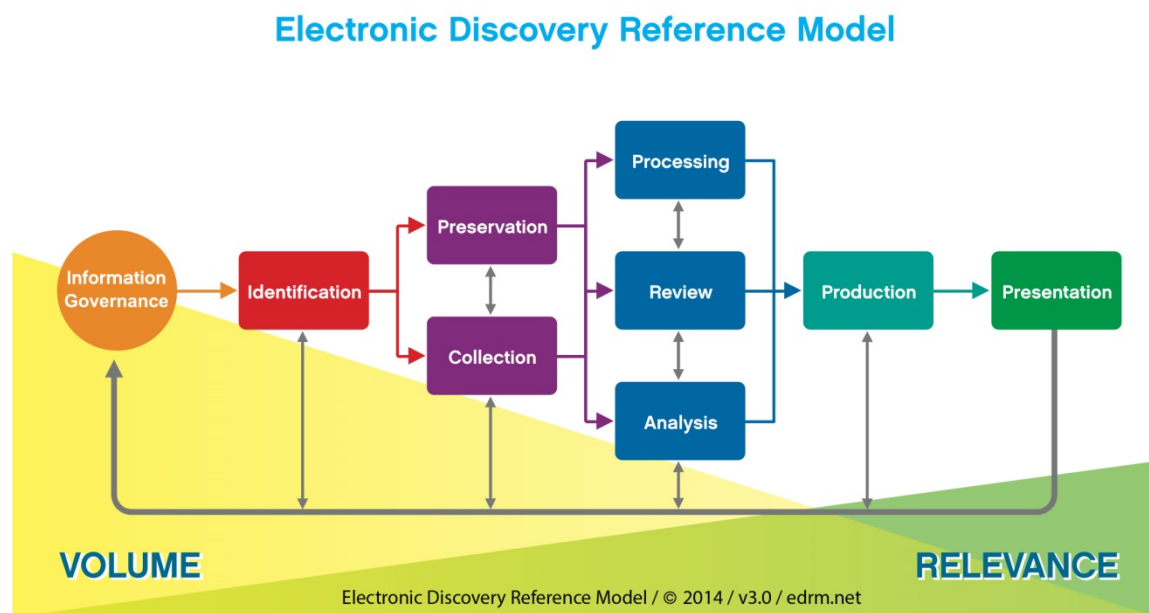 Electronic Discovery Reference Model
Processing
Preservation
Information
Governance
Identification
Review
Production
Presentation
Collection
Analysis
VOLUME
RELEVANCE
Electronic Discovery Reference Model / © 2014 / v3.0 / edrm.net